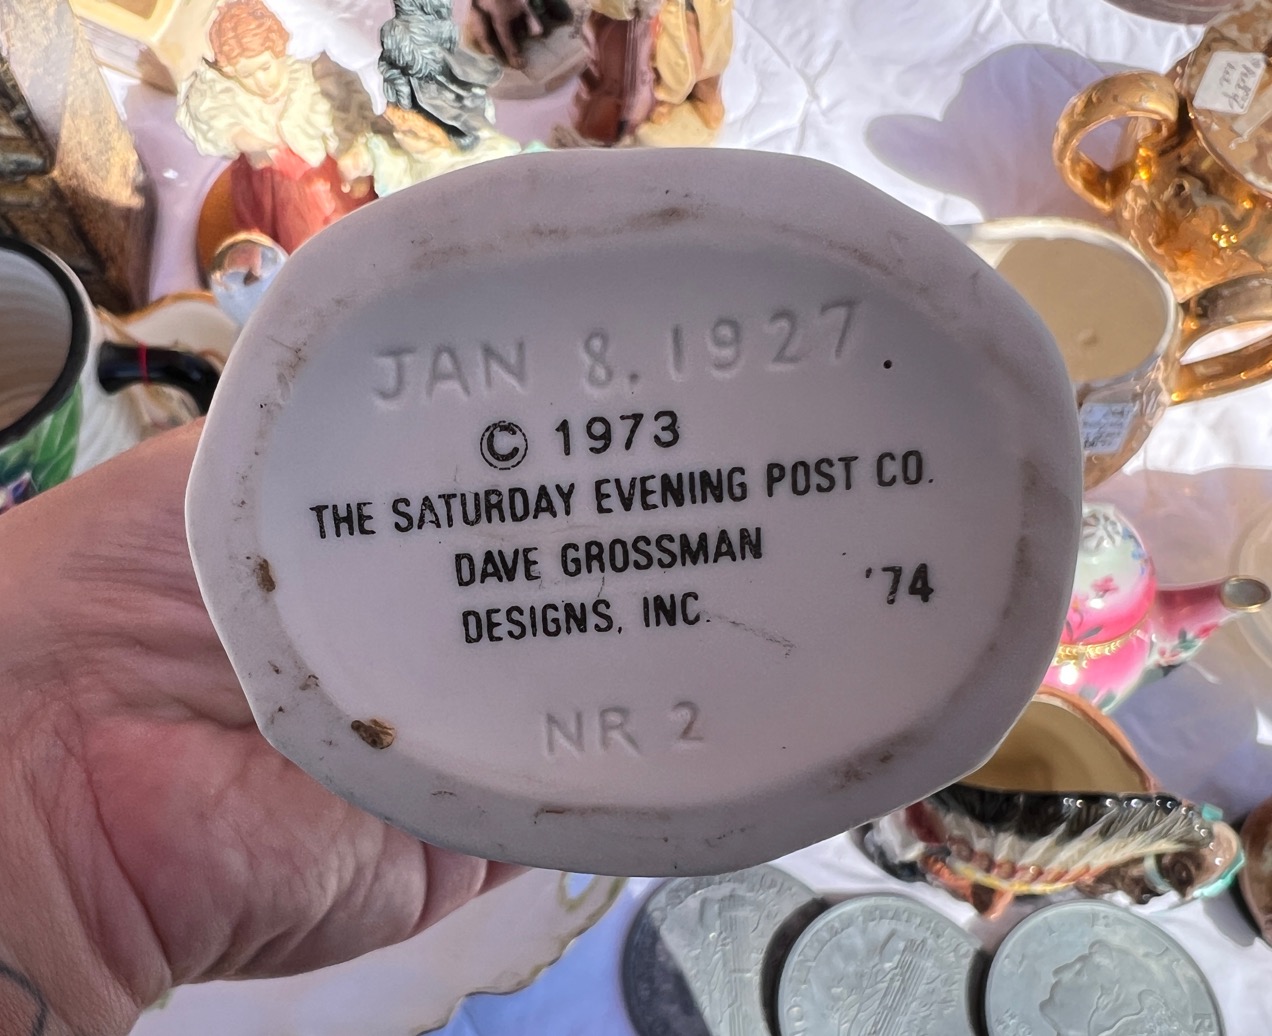 JAN 8, 1927
© 1973
THE SATURDAY EVENING POST CO.
DAVE GROSSMAN
DESIGNS, INC. '74
NR 2